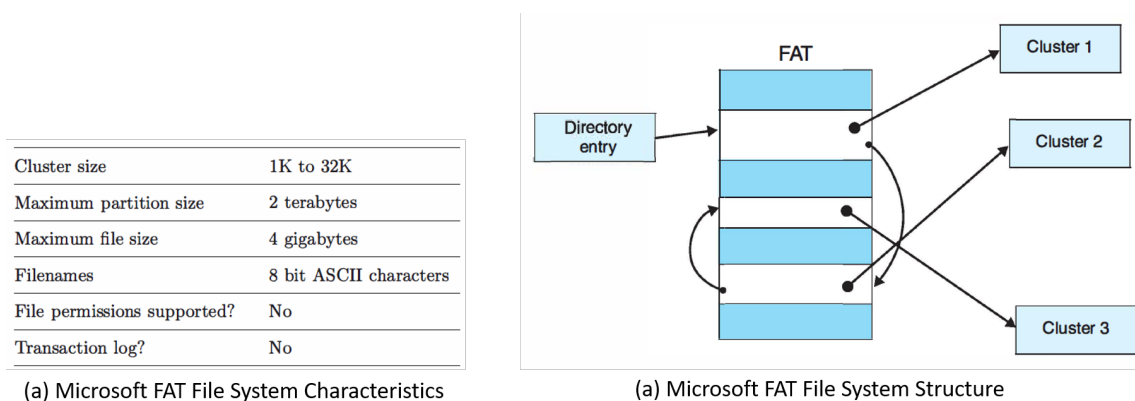 Cluster size 1K to 32K
Maximum partition size 2 terabytes
Maximum file size 4 gigabytes
Filenames 8 bit ASCII characters
File permissions supported? No
Transaction log? No
(a) Microsoft FAT File System Characteristics
FAT
Directory
entry
Cluster 1
Cluster 2
Cluster 3
(a) Microsoft FAT File System Structure